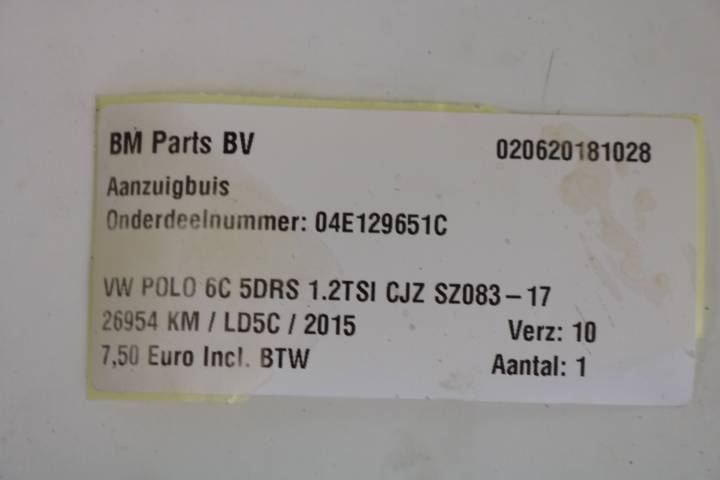 BM Parts BV 020620181028
Aanzuigbuis
Onderdeelnummer: 04E129651C
VW POLO 6C 5DRS 1.2TSI CJZ SZ083-17
26954 KM / LD5C / 2015 Verz: 10
7,50 Euro Incl. BTW Aantal: 1